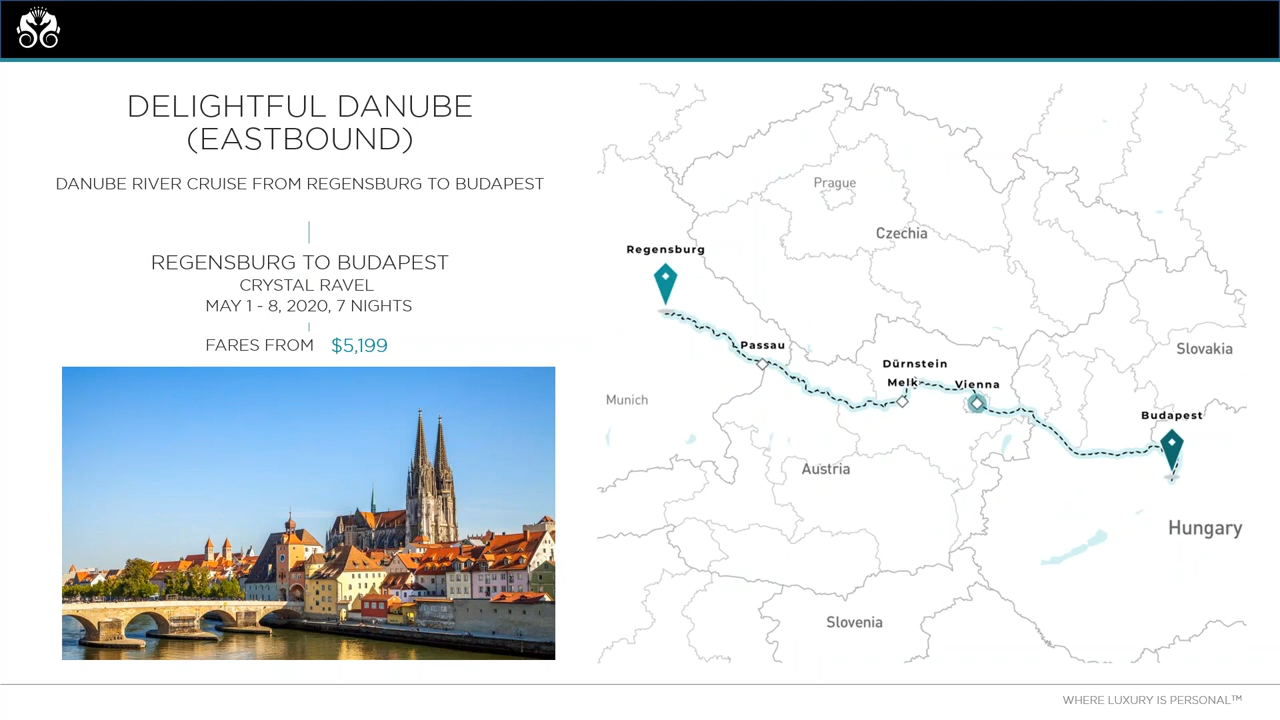 DELIGHTFUL DANUBE
(EASTBOUND)
DANUBE RIVER CRUISE FROM REGENSBURG TO BUDAPEST
REGENSBURG TO BUDAPEST
CRYSTAL RAVEL
MAY 1 - 8, 2020, 7 NIGHTS
FARES FROM $5,199
Prague
Czechia
Regensburg
Passau
Dürnstein
Melk
Vienna
Slovakia
Munich
Budapest
Austria
Hungary
Slovenia
WHERE LUXURY IS PERSONAL™